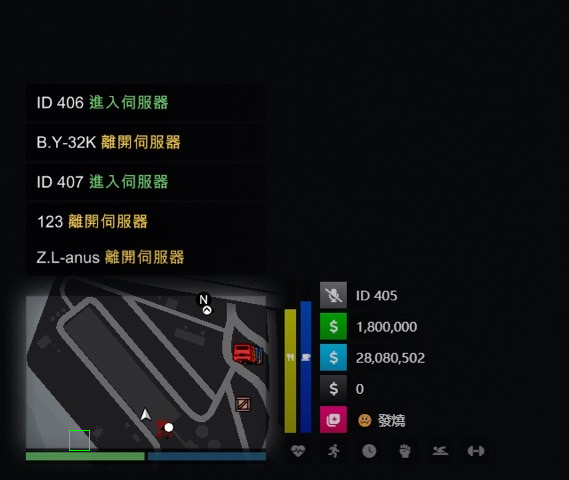 ID 406 進入伺服器
B.Y-32K 離開伺服器
ID 407 進入伺服器
123 離開伺服器
Z.L-anus 離開伺服器
N
ID 405
$ 1,800,000
$ 28,080,502
$ 0
發燒